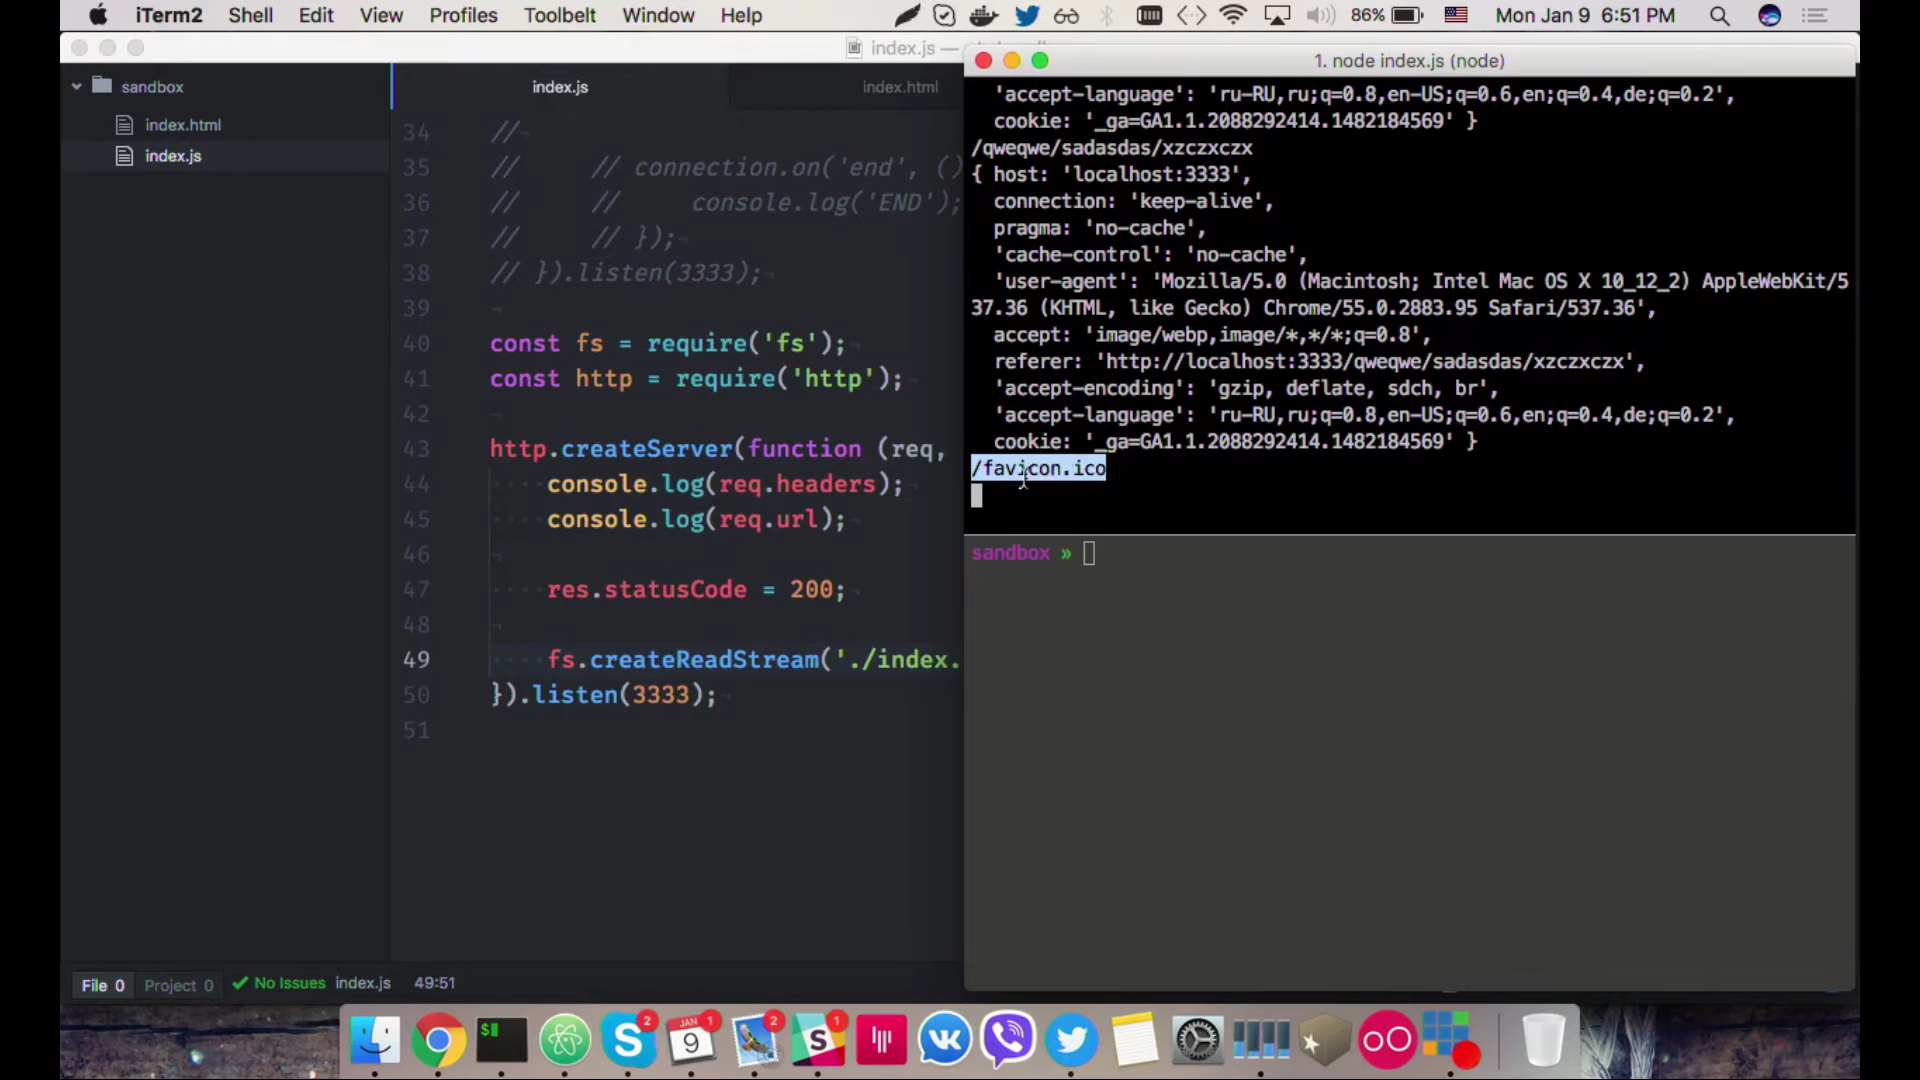 iTerm2 Shell Edit View Profiles Toolbelt Window Help 86% Mon Jan 9 6:51 PM
index.js —
sandbox
index.html
index.js
index.js index.html
34 //
35 // // connection.on('end', ()
36 // // console.log('END');
37 // // });
38 // }).listen(3333);
39
40 const fs = require('fs');
41 const http = require('http');
42
43 http.createServer(function (req,
44 console.log(req.headers);
45 console.log(req.url);
46
47 res.statusCode = 200;
48
49 fs.createReadStream('./index.
50 }).listen(3333);
51
File 0 Project 0 No Issues index.js 49:51
1. node index.js (node)
'accept-language': 'ru-RU,ru;q=0.8,en-US;q=0.6,en;q=0.4,de;q=0.2',
cookie: '_ga=GA1.1.2088292414.1482184569' }
/qweqwe/sadasdas/xzczxczx
{ host: 'localhost:3333',
connection: 'keep-alive',
pragma: 'no-cache',
'cache-control': 'no-cache',
'user-agent': 'Mozilla/5.0 (Macintosh; Intel Mac OS X 10_12_2) AppleWebKit/5
37.36 (KHTML, like Gecko) Chrome/55.0.2883.95 Safari/537.36',
accept: 'image/webp,image/*,*/*;q=0.8',
referer: 'http://localhost:3333/qweqwe/sadasdas/xzczxczx',
'accept-encoding': 'gzip, deflate, sdch, br',
'accept-language': 'ru-RU,ru;q=0.8,en-US;q=0.6,en;q=0.4,de;q=0.2',
cookie: '_ga=GA1.1.2088292414.1482184569' }
/favicon.ico
sandbox »
$ 2 JAN 1 9 2 1